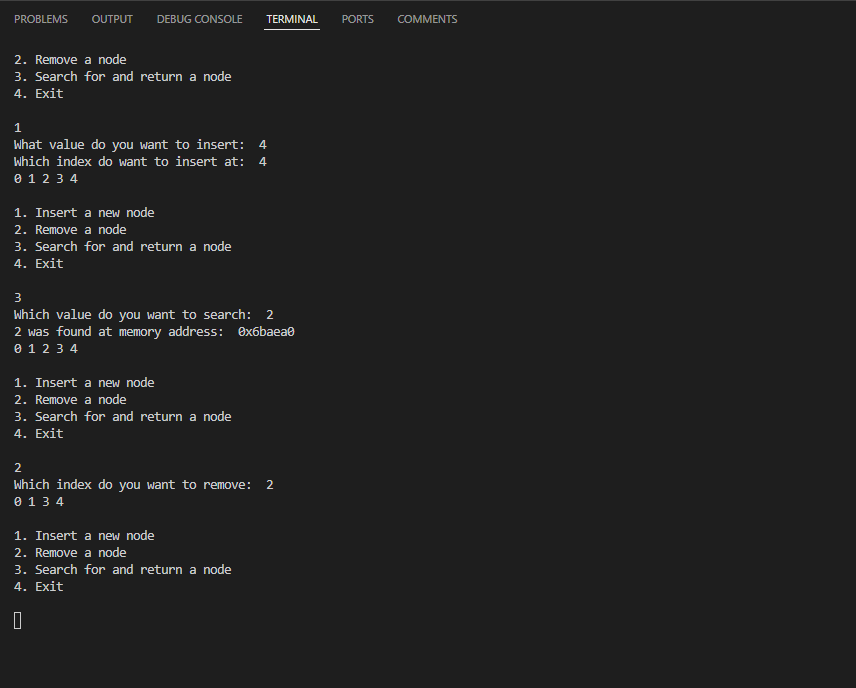 PROBLEMS OUTPUT DEBUG CONSOLE TERMINAL PORTS COMMENTS
2. Remove a node
3. Search for and return a node
4. Exit
1
What value do you want to insert:  4
Which index do want to insert at:  4
0 1 2 3 4
1. Insert a new node
2. Remove a node
3. Search for and return a node
4. Exit
3
Which value do you want to search:  2
2 was found at memory address:  0x6baea0
0 1 2 3 4
1. Insert a new node
2. Remove a node
3. Search for and return a node
4. Exit
2
Which index do you want to remove:  2
0 1 3 4
1. Insert a new node
2. Remove a node
3. Search for and return a node
4. Exit